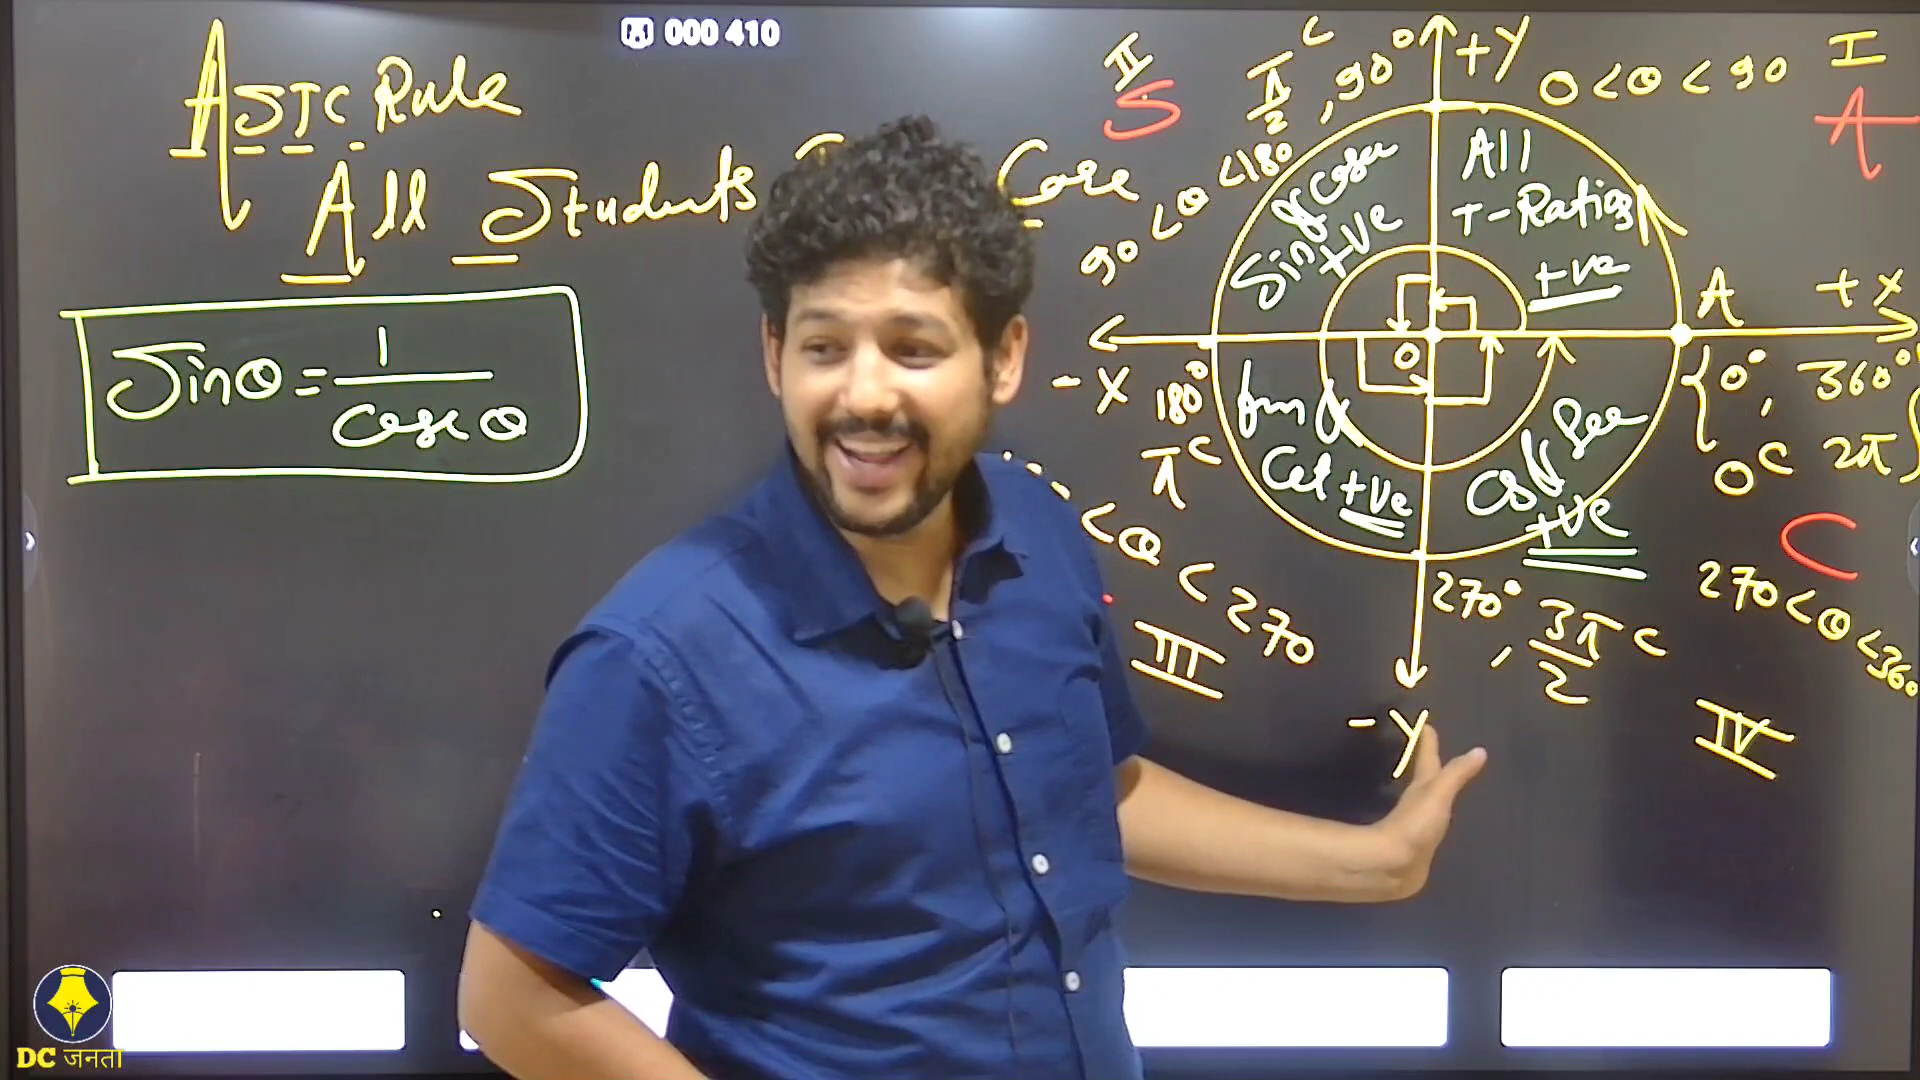 000 410
ASTC Rule
All Students Core
Sinθ = 1/cosec θ
II
S
π/2 c, 90°
+Y
0 < θ < 90
I
A
90 < θ < 180
Sin & cosec
+ve
All
T-Ratios
+ve
A
+X
-X
180°
π c
O
0°, 360°
0 c 2π
tan &
Cot +ve
Cos & Sec
+ve
C
< θ < 270
III
270°, 3π/2 c
270 < θ < 360
IV
-Y
DC जनता